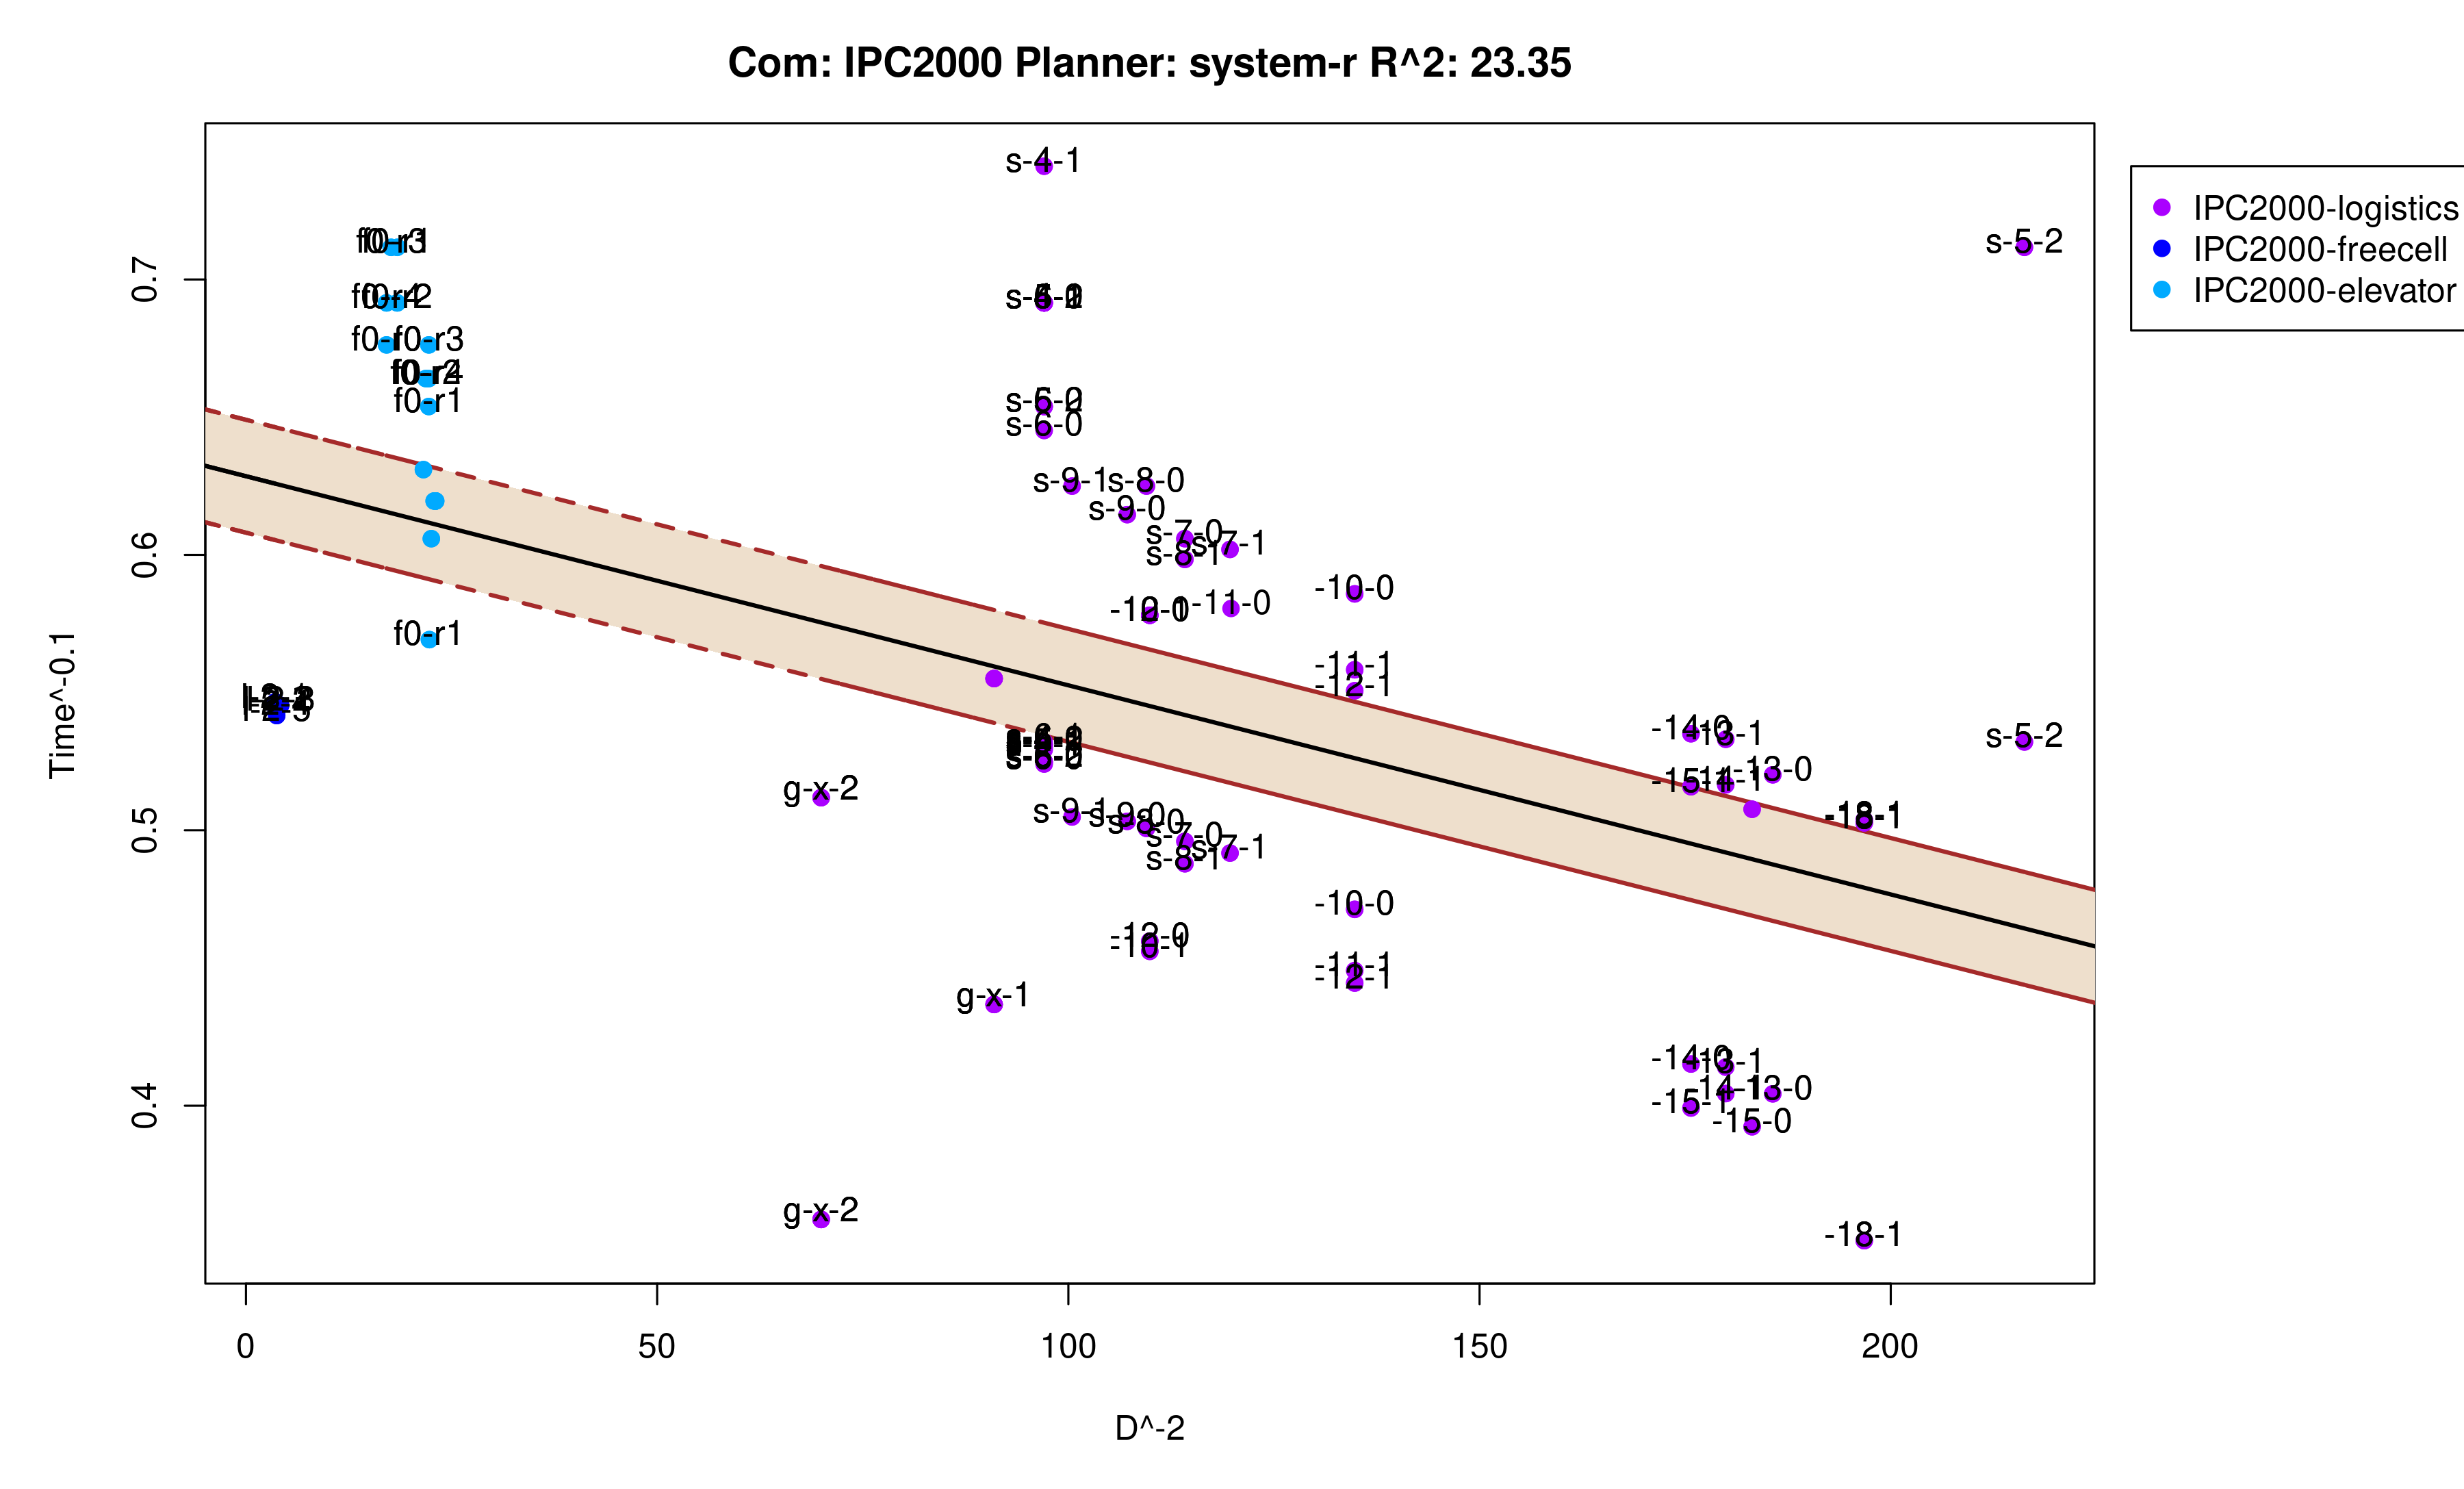 Com: IPC2000 Planner: system-r R^2: 23.35
s-4-1
s-5-2
IPC2000-logistics
IPC2000-freecell
IPC2000-elevator
0.7
f0-r3
f0-r2
f0-r3
f0-r1
s-6-0
s-9-1
s-8-0
s-9-0
s-7-0
s-7-1
s-8-1
0.6
-10-0
-11-0
f0-r1
-11-1
-12-1
Time^-0.1
-14-0
-13-1
s-5-2
-15-1
-14-1
-13-0
g-x-2
0.5
-18-1
s-9-1
s-9-0
s-8-0
s-7-0
s-7-1
s-8-1
-10-0
-12-0
-10-1
-11-1
-12-1
g-x-1
0.4
-14-0
-13-1
-14-1
-13-0
-15-1
-15-0
g-x-2
-18-1
0
50
100
150
200
D^-2